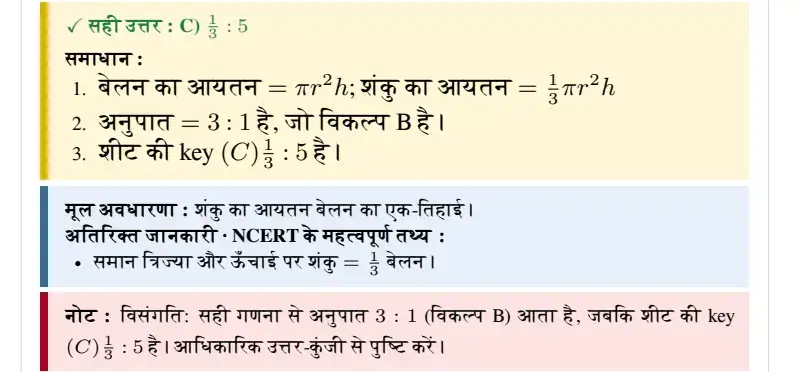 ✓ सही उत्तर : C) 1/3 : 5
समाधान :
1. बेलन का आयतन = πr²h; शंकु का आयतन = 1/3πr²h
2. अनुपात = 3 : 1 है, जो विकल्प B है।
3. शीट की key (C) 1/3 : 5 है।
मूल अवधारणा : शंकु का आयतन बेलन का एक-तिहाई।
अतिरिक्त जानकारी · NCERT के महत्वपूर्ण तथ्य :
• समान त्रिज्या और ऊँचाई पर शंकु = 1/3 बेलन।
नोट : विसंगति: सही गणना से अनुपात 3 : 1 (विकल्प B) आता है, जबकि शीट की key
(C) 1/3 : 5 है। आधिकारिक उत्तर-कुंजी से पुष्टि करें।